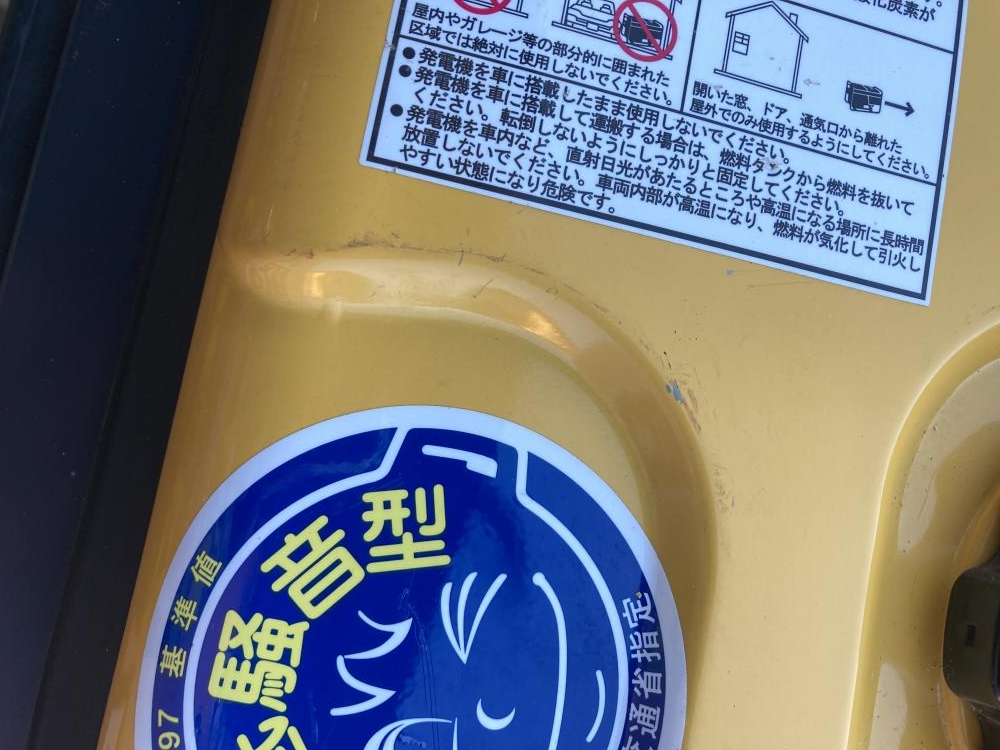 酸化炭素が
屋内やガレージ等の部分的に囲まれた
区域では絶対に使用しないでください。
開いた窓、ドア、通気口から離れた
屋外でのみ使用するようにしてください。
●発電機を車に搭載したまま使用しないでください。
●発電機を車に搭載して運搬する場合は、燃料タンクから燃料を抜いて
ください。転倒しないようにしっかりと固定してください。
●発電機を車内など、直射日光があたるところや高温になる場所に長時間
放置しないでください。車両内部が高温になり、燃料が気化して引火し
やすい状態になり危険です。
騒音型
97 基準値
交通省指定